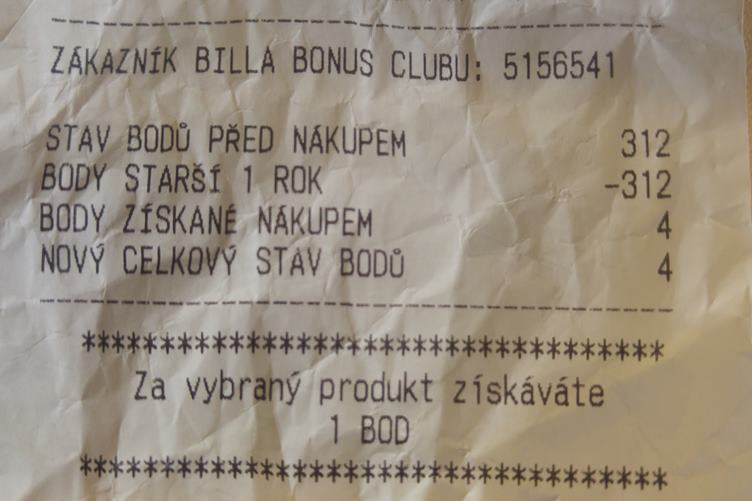 ZÁKAZNÍK BILLA BONUS CLUBU: 5156541
STAV BODŮ PŘED NÁKUPEM 312
BODY STARŠÍ 1 ROK -312
BODY ZÍSKANÉ NÁKUPEM 4
NOVÝ CELKOVÝ STAV BODŮ 4
***********************************
Za vybraný produkt získáváte
1 BOD
***********************************